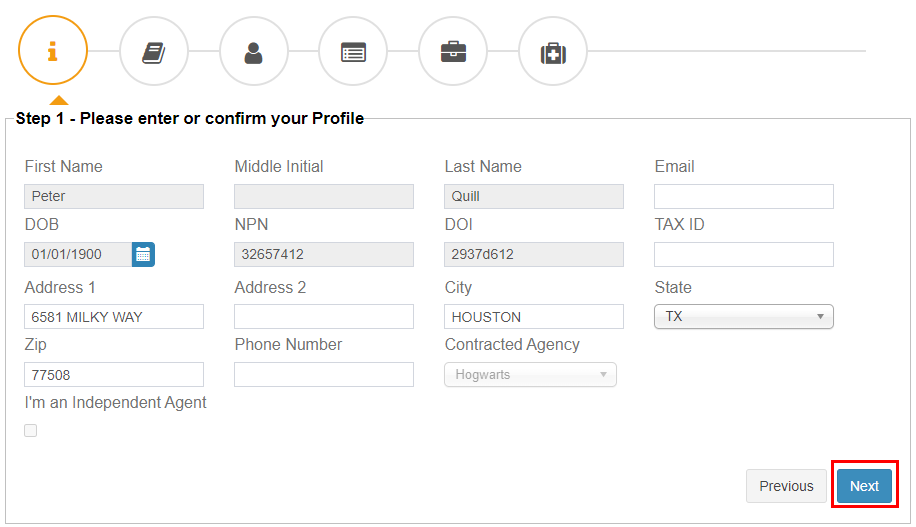 Step 1 - Please enter or confirm your Profile
First Name Middle Initial Last Name Email
Peter Quill
DOB NPN DOI TAX ID
01/01/1900 32657412 2937d612
Address 1 Address 2 City State
6581 MILKY WAY HOUSTON TX
Zip Phone Number Contracted Agency
77508 Hogwarts
I'm an Independent Agent
Previous Next